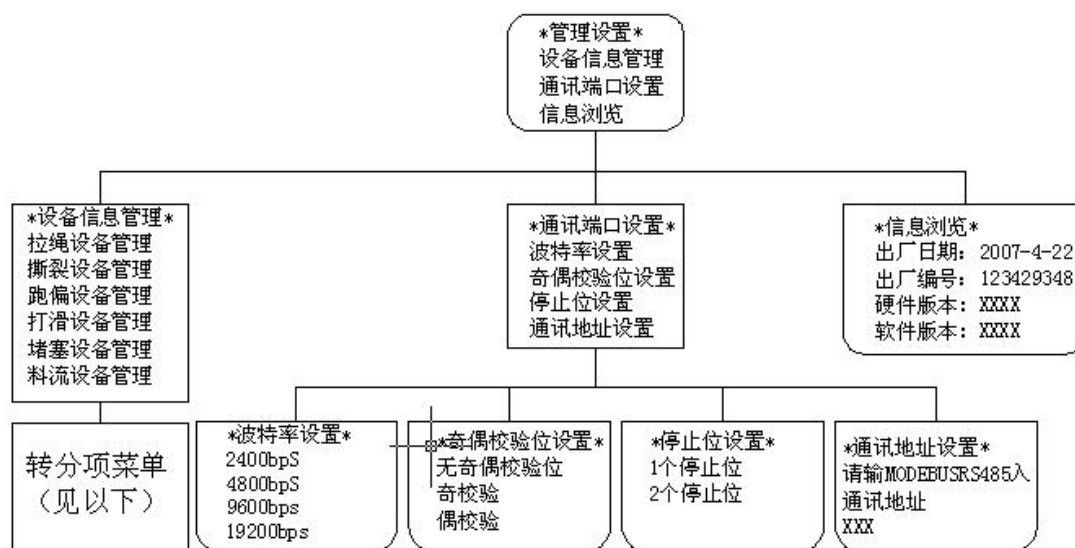 *管理设置*
设备信息管理
通讯端口设置
信息浏览
*设备信息管理*
拉绳设备管理
撕裂设备管理
跑偏设备管理
打滑设备管理
堵塞设备管理
料流设备管理
*通讯端口设置*
波特率设置
奇偶校验位设置
停止位设置
通讯地址设置
*信息浏览*
出厂日期: 2007-4-22
出厂编号: 123429348
硬件版本: XXXX
软件版本: XXXX
转分项菜单
（见以下）
*波特率设置*
2400bpS
4800bpS
9600bps
19200bps
*奇偶校验位设置*
无奇偶校验位
奇校验
偶校验
*停止位设置*
1个停止位
2个停止位
*通讯地址设置*
请输MODEBUSRS485入
通讯地址
XXX